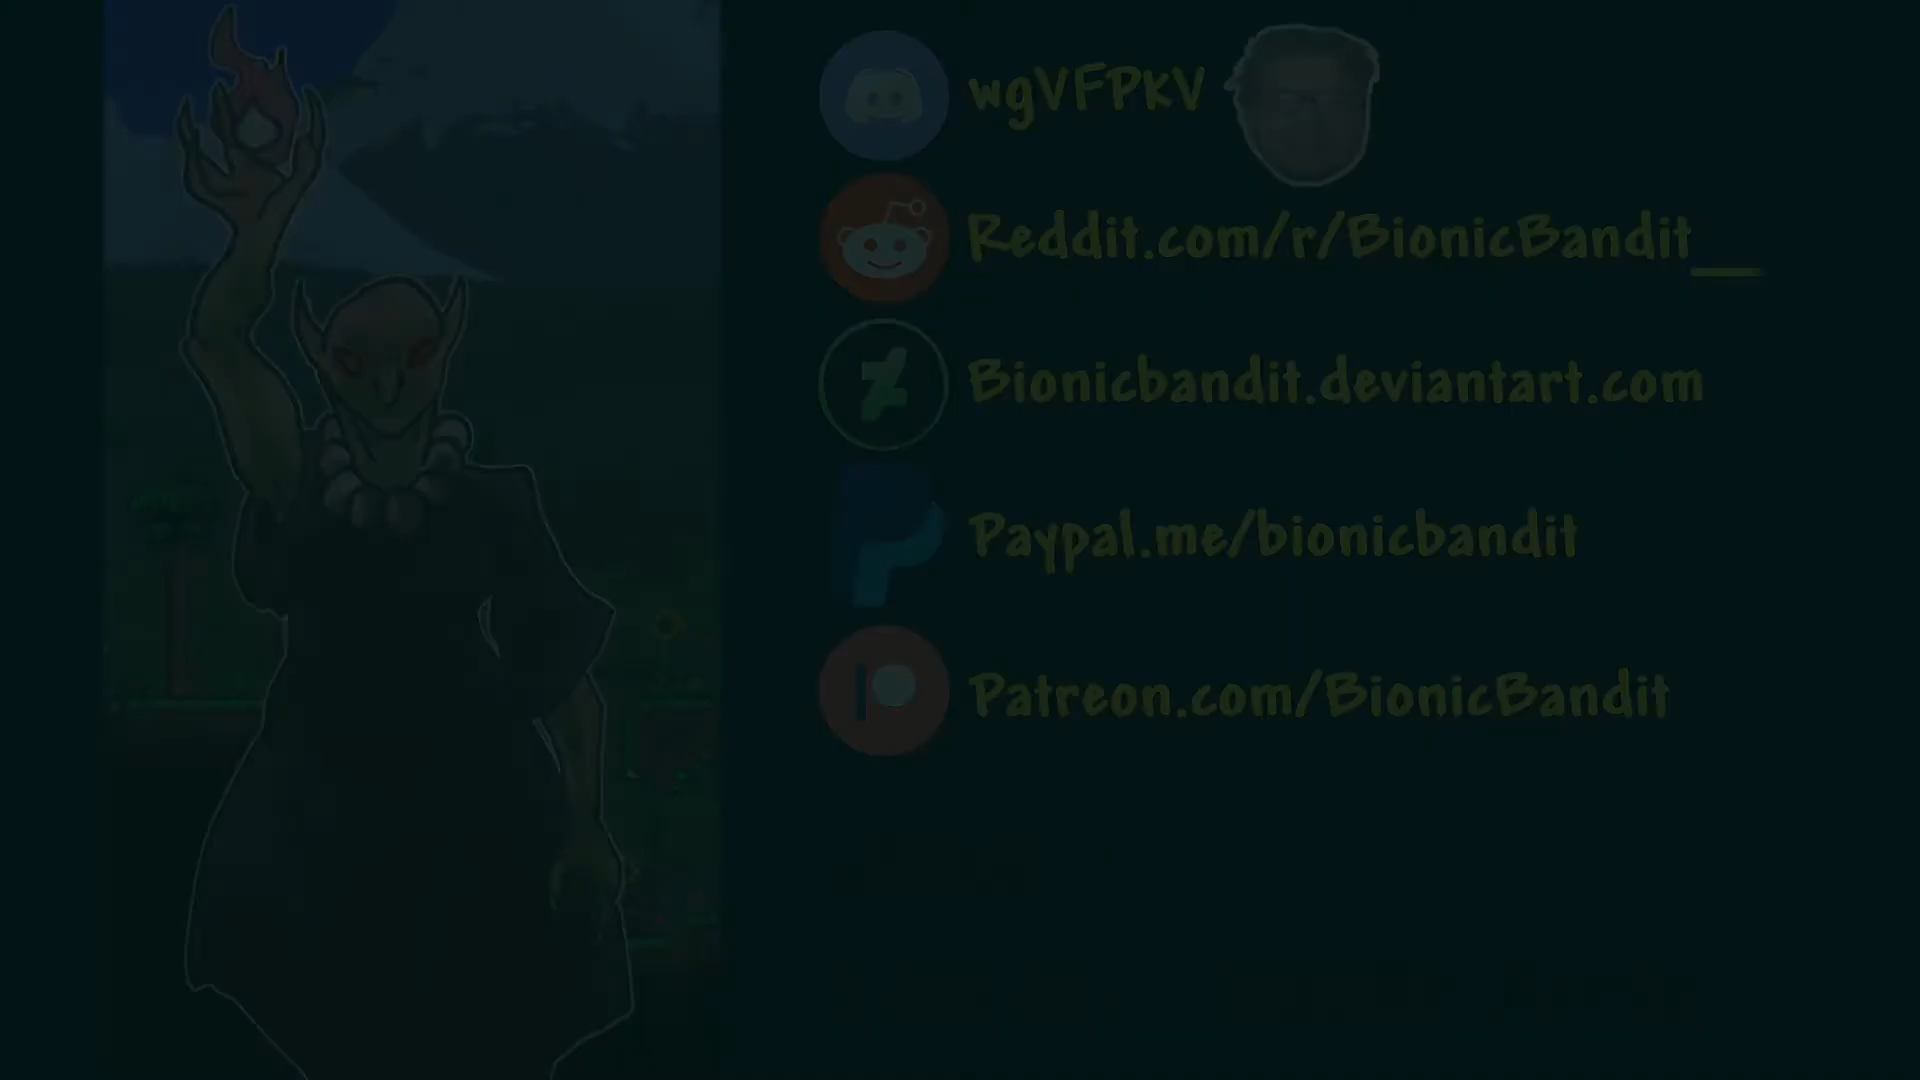 wgVFPkV
Reddit.com/r/BionicBandit__
Bionicbandit.deviantart.com
Paypal.me/bionicbandit
Patreon.com/BionicBandit